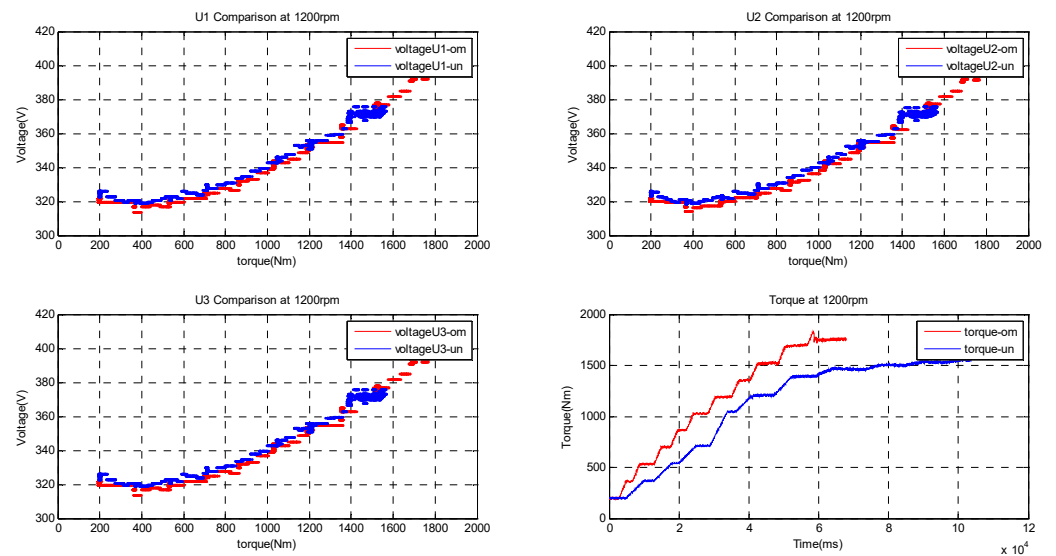 U1 Comparison at 1200rpm
420
400
380
360
340
320
300
Voltage(V)
voltageU1-om
voltageU1-un
0 200 400 600 800 1000 1200 1400 1600 1800 2000
torque(Nm)
U2 Comparison at 1200rpm
420
400
380
360
340
320
300
Voltage(V)
voltageU2-om
voltageU2-un
0 200 400 600 800 1000 1200 1400 1600 1800 2000
torque(Nm)
U3 Comparison at 1200rpm
420
400
380
360
340
320
300
Voltage(V)
voltageU3-om
voltageU3-un
0 200 400 600 800 1000 1200 1400 1600 1800 2000
torque(Nm)
Torque at 1200rpm
2000
1500
1000
500
0
Torque(Nm)
torque-om
torque-un
0 2 4 6 8 10 12
Time(ms)
x 10^4